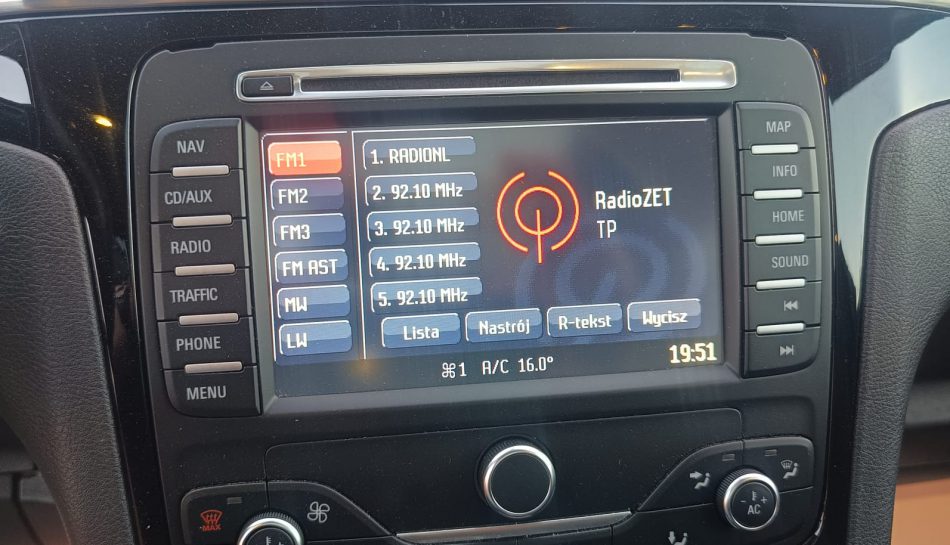 NAV
CD/AUX
RADIO
TRAFFIC
PHONE
MENU
FM1
FM2
FM3
FM AST
MW
LW
1. RADIONL
2. 92.10 MHz
3. 92.10 MHz
4. 92.10 MHz
5. 92.10 MHz
RadioZET
TP
Lista
Nastrój
R-tekst
Wycisz
⌘1 A/C 16.0°
19:51
MAP
INFO
HOME
SOUND
MAX
E +
AC